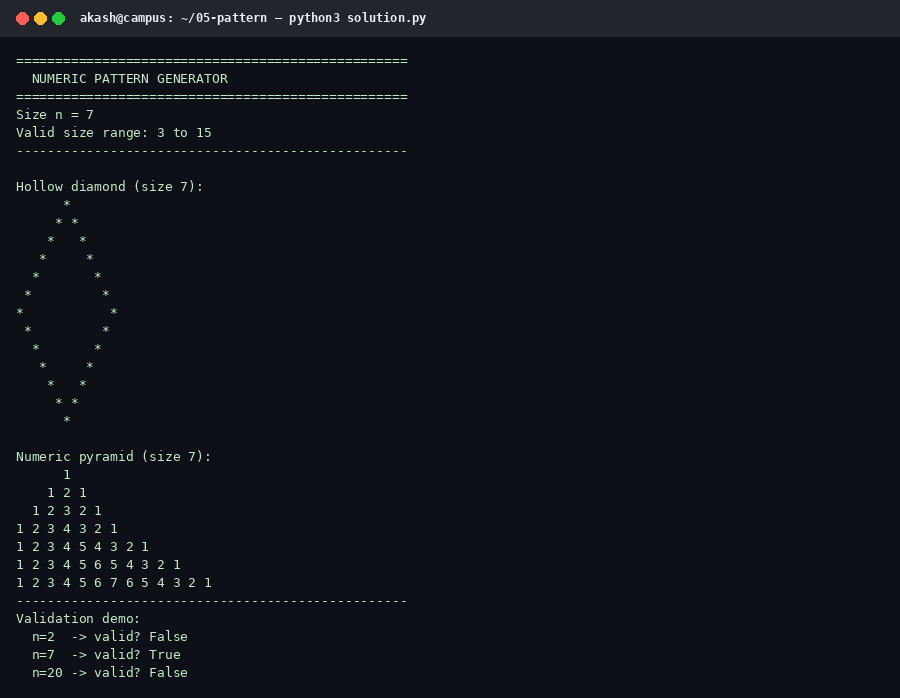 akash@campus: ~/05-pattern — python3 solution.py
==================================================
  NUMERIC PATTERN GENERATOR
==================================================
Size n = 7
Valid size range: 3 to 15
--------------------------------------------------

Hollow diamond (size 7):
      *
     * *
    *   *
   *     *
  *       *
 *         *
*           *
 *         *
  *       *
   *     *
    *   *
     * *
      *

Numeric pyramid (size 7):
      1
    1 2 1
  1 2 3 2 1
1 2 3 4 3 2 1
1 2 3 4 5 4 3 2 1
1 2 3 4 5 6 5 4 3 2 1
1 2 3 4 5 6 7 6 5 4 3 2 1
--------------------------------------------------
Validation demo:
  n=2  -> valid? False
  n=7  -> valid? True
  n=20 -> valid? False